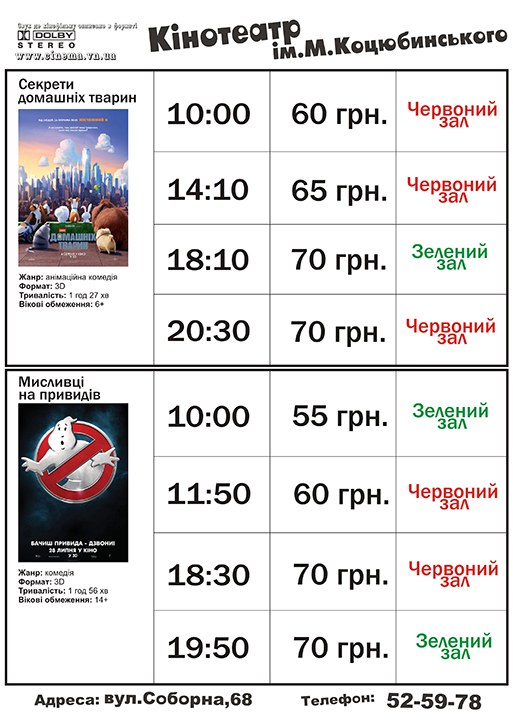 Звук до кінофільму записано в форматі
DOLBY
STEREO
www.cinema.vn.ua
Кінотеатр
ім.М.Коцюбинського
Секрети
домашніх тварин
ДОМАШНІХ
ТВАРИН
Жанр: анімаційна комедія
Формат: 3D
Тривалість: 1 год 27 хв
Вікові обмеження: 6+
10:00 60 грн. Червоний зал
14:10 65 грн. Червоний зал
18:10 70 грн. Зелений зал
20:30 70 грн. Червоний зал
Мисливці
на привидів
БАЧИШ ПРИВИДА - ДЗВОНИ!
28 ЛИПНЯ У КІНО
Жанр: комедія
Формат: 3D
Тривалість: 1 год 56 хв
Вікові обмеження: 14+
10:00 55 грн. Зелений зал
11:50 60 грн. Червоний зал
18:30 70 грн. Червоний зал
19:50 70 грн. Зелений зал
Адреса: вул.Соборна,68 Телефон: 52-59-78